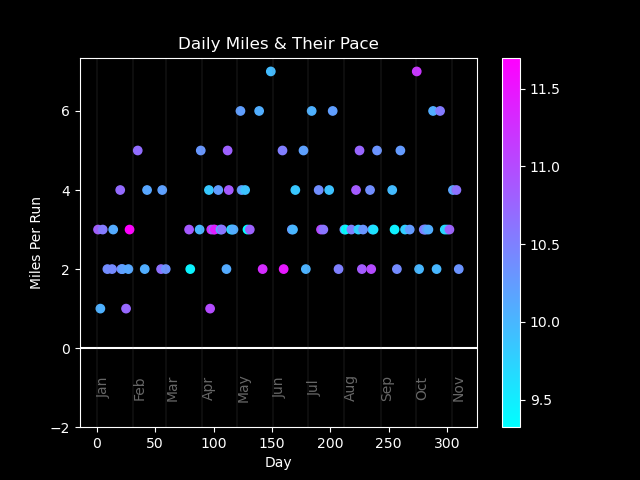 Daily Miles & Their Pace
Miles Per Run
6
4
2
0
−2
Jan
Feb
Mar
Apr
May
Jun
Jul
Aug
Sep
Oct
Nov
0
50
100
150
200
250
300
Day
11.5
11.0
10.5
10.0
9.5